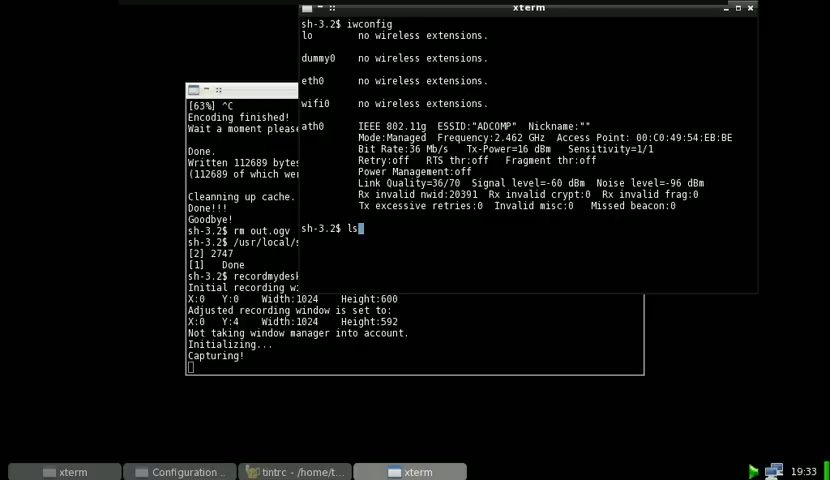 xterm
sh-3.2$ iwconfig
lo no wireless extensions.
dummy0 no wireless extensions.
eth0 no wireless extensions.
wifi0 no wireless extensions.
ath0 IEEE 802.11g ESSID:"ADCOMP" Nickname:""
Mode:Managed Frequency:2.462 GHz Access Point: 00:C0:49:54:EB:BE
Bit Rate:36 Mb/s Tx-Power=16 dBm Sensitivity=1/1
Retry:off RTS thr:off Fragment thr:off
Power Management:off
Link Quality=36/70 Signal level=-60 dBm Noise level=-96 dBm
Rx invalid nwid:20391 Rx invalid crypt:0 Rx invalid frag:0
Tx excessive retries:0 Invalid misc:0 Missed beacon:0
sh-3.2$ ls
[63%] ^C
Encoding finished!
Wait a moment please
Done.
Written 112689 bytes
(112689 of which wer
Cleanning up cache.
Done!!!
Goodbye!
sh-3.2$ rm out.ogv
sh-3.2$ /usr/local/s
[2] 2747
[1] Done
sh-3.2$ recordmydesk
Initial recording wi
X:0 Y:0 Width:1024 Height:600
Adjusted recording window is set to:
X:0 Y:4 Width:1024 Height:592
Not taking window manager into account.
Initializing...
Capturing!
xterm Configuration .. tintrc - /home/t... xterm 19:33